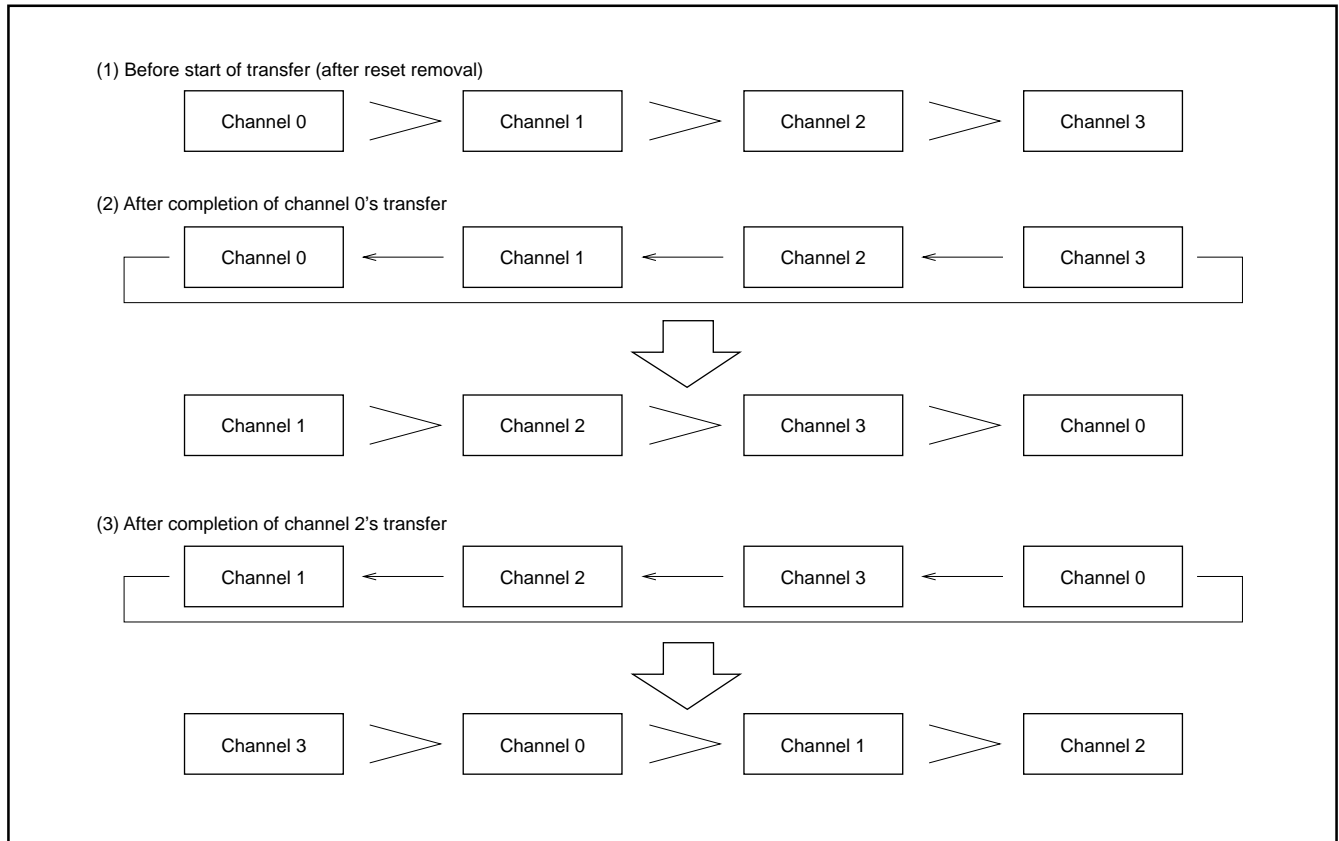 (1) Before start of transfer (after reset removal)
Channel 0 Channel 1 Channel 2 Channel 3
(2) After completion of channel 0's transfer
Channel 0 Channel 1 Channel 2 Channel 3
Channel 1 Channel 2 Channel 3 Channel 0
(3) After completion of channel 2's transfer
Channel 1 Channel 2 Channel 3 Channel 0
Channel 3 Channel 0 Channel 1 Channel 2